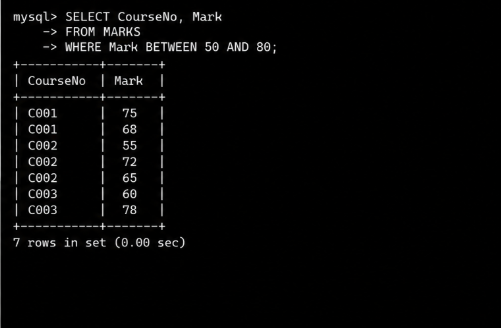 mysql> SELECT CourseNo, Mark
-> FROM MARKS
-> WHERE Mark BETWEEN 50 AND 80;
+-----------+-------+
| CourseNo | Mark |
+-----------+-------+
| C001 | 75 |
| C001 | 68 |
| C002 | 55 |
| C002 | 72 |
| C002 | 65 |
| C003 | 60 |
| C003 | 78 |
+-----------+-------+
7 rows in set (0.00 sec)